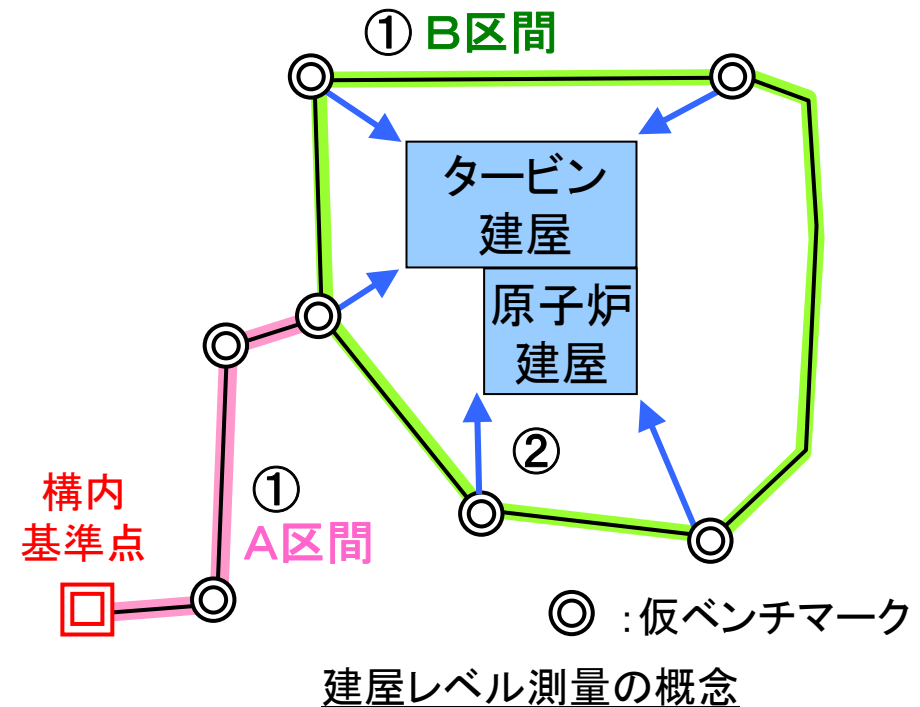 ① B区間
タービン
建屋
原子炉
建屋
②
構内
基準点
①
A区間
:仮ベンチマーク
建屋レベル測量の概念